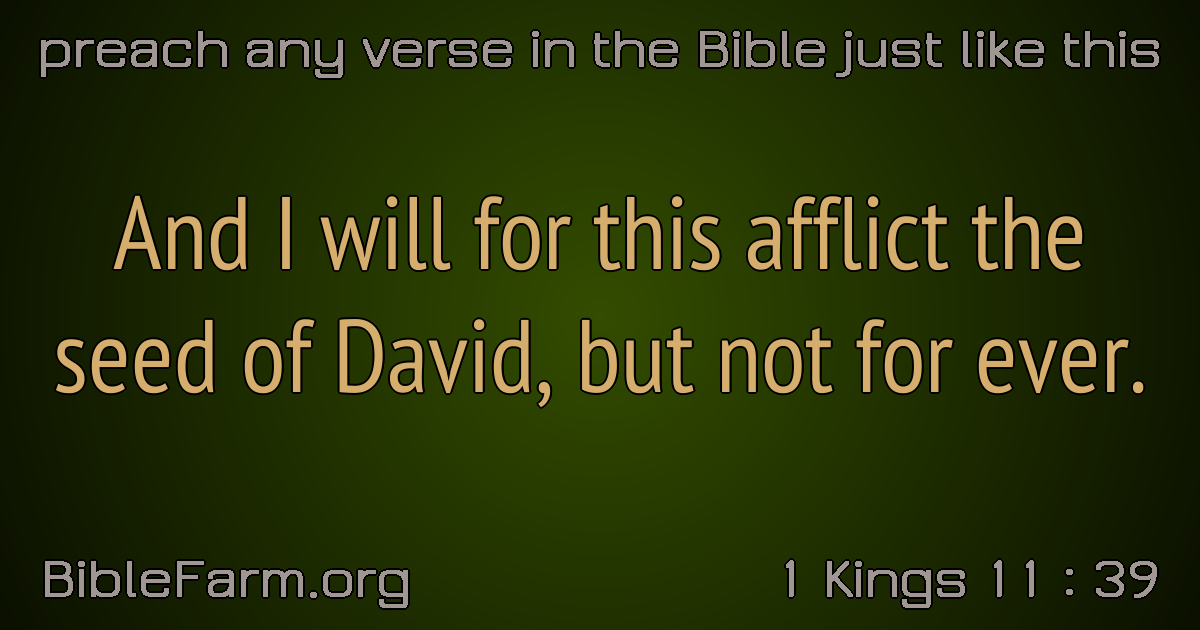 preach any verse in the Bible just like this
And I will for this afflict the
seed of David, but not for ever.
BibleFarm.org
1 Kings 11 : 39